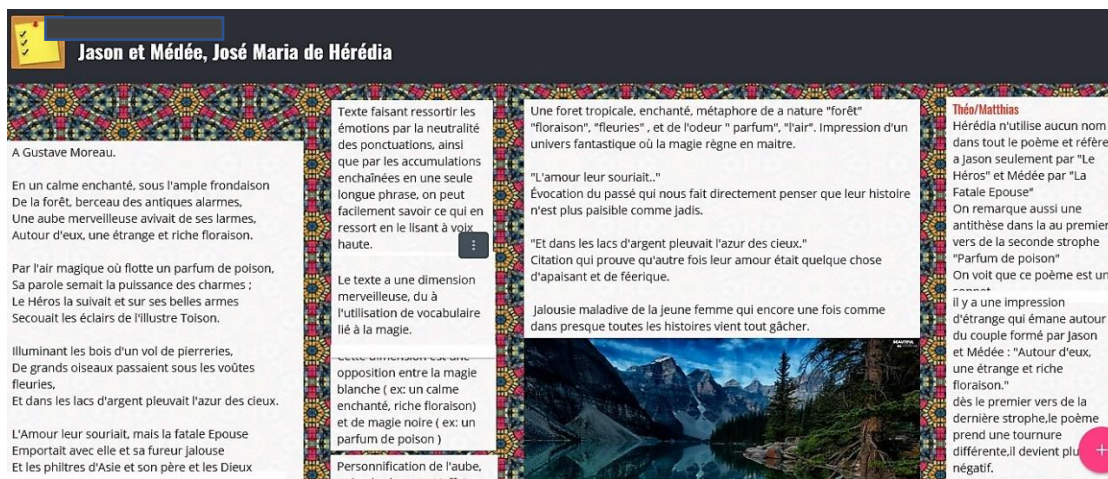 Jason et Médée, José Maria de Hérédia
A Gustave Moreau.
En un calme enchanté, sous l'ample frondaison
De la forêt, berceau des antiques alarmes,
Une aube merveilleuse avivait de ses larmes,
Autour d'eux, une étrange et riche floraison.
Par l'air magique où flotte un parfum de poison,
Sa parole semait la puissance des charmes ;
Le Héros la suivait et sur ses belles armes
Secouait les éclairs de l'illustre Toison.
Illuminant les bois d'un vol de pierreries,
De grands oiseaux passaient sous les voûtes
fleuries,
Et dans les lacs d'argent pleuvait l'azur des cieux.
L'Amour leur souriait, mais la fatale Epouse
Emportait avec elle et sa fureur jalouse
Et les philtres d'Asie et son père et les Dieux
Texte faisant ressortir les
émotions par la neutralité
des ponctuations, ainsi
que par les accumulations
enchaînées en une seule
longue phrase, on peut
facilement savoir ce qui en
ressort en le lisant à voix
haute.
Le texte a une dimension
merveilleuse, du à
l'utilisation de vocabulaire
lié à la magie.
Cette dimension est une
opposition entre la magie
blanche ( ex: un calme
enchanté, riche floraison)
et de magie noire ( ex: un
parfum de poison )
Personnification de l'aube,
Une foret tropicale, enchanté, métaphore de a nature "forêt"
"floraison", "fleuries" , et de l'odeur " parfum", "l'air". Impression d'un
univers fantastique où la magie règne en maitre.
"L'amour leur souriait.."
Évocation du passé qui nous fait directement penser que leur histoire
n'est plus paisible comme jadis.
"Et dans les lacs d'argent pleuvait l'azur des cieux."
Citation qui prouve qu'autre fois leur amour était quelque chose
d'apaisant et de féerique.
Jalousie maladive de la jeune femme qui encore une fois comme
dans presque toutes les histoires vient tout gâcher.
Théo/Matthias
Hérédia n'utilise aucun nom
dans tout le poème et réfère
a Jason seulement par "Le
Héros" et Médée par "La
Fatale Epouse"
On remarque aussi une
antithèse dans la au premier
vers de la seconde strophe
"Parfum de poison"
On voit que ce poème est un
sonnet
il y a une impression
d'étrange qui émane autour
du couple formé par Jason
et Médée : "Autour d'eux,
une étrange et riche
floraison."
dès le premier vers de la
dernière strophe,le poème
prend une tournure
différente,il devient plu
négatif.